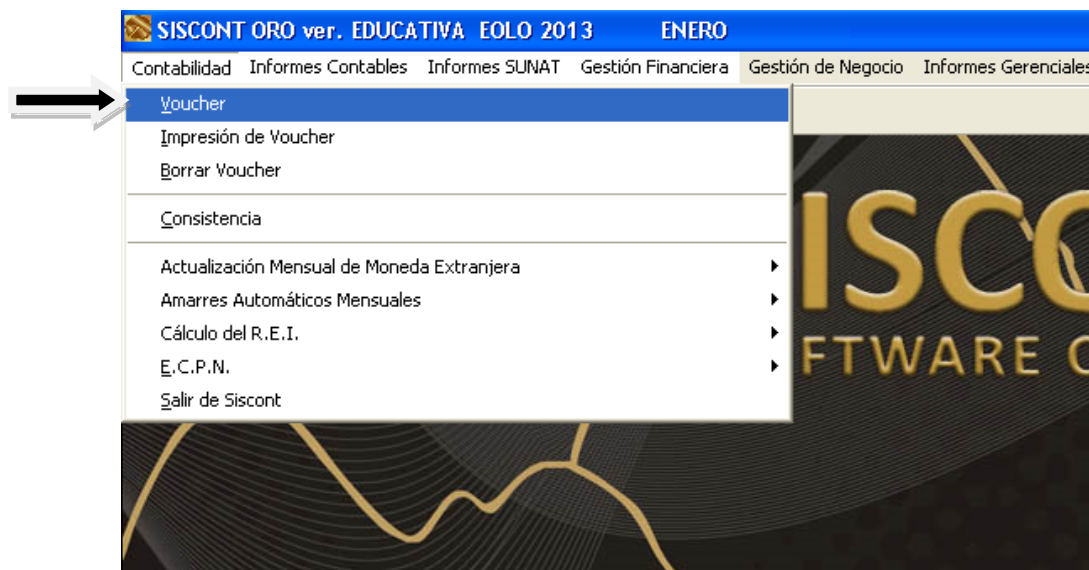 SISCONT ORO ver. EDUCATIVA EOLO 2013 ENERO
Contabilidad Informes Contables Informes SUNAT Gestión Financiera Gestión de Negocio Informes Gerenciales
Voucher
Impresión de Voucher
Borrar Voucher
Consistencia
Actualización Mensual de Moneda Extranjera
Amarres Automáticos Mensuales
Cálculo del R.E.I.
E.C.P.N.
Salir de Siscont
ISCO
FTWARE